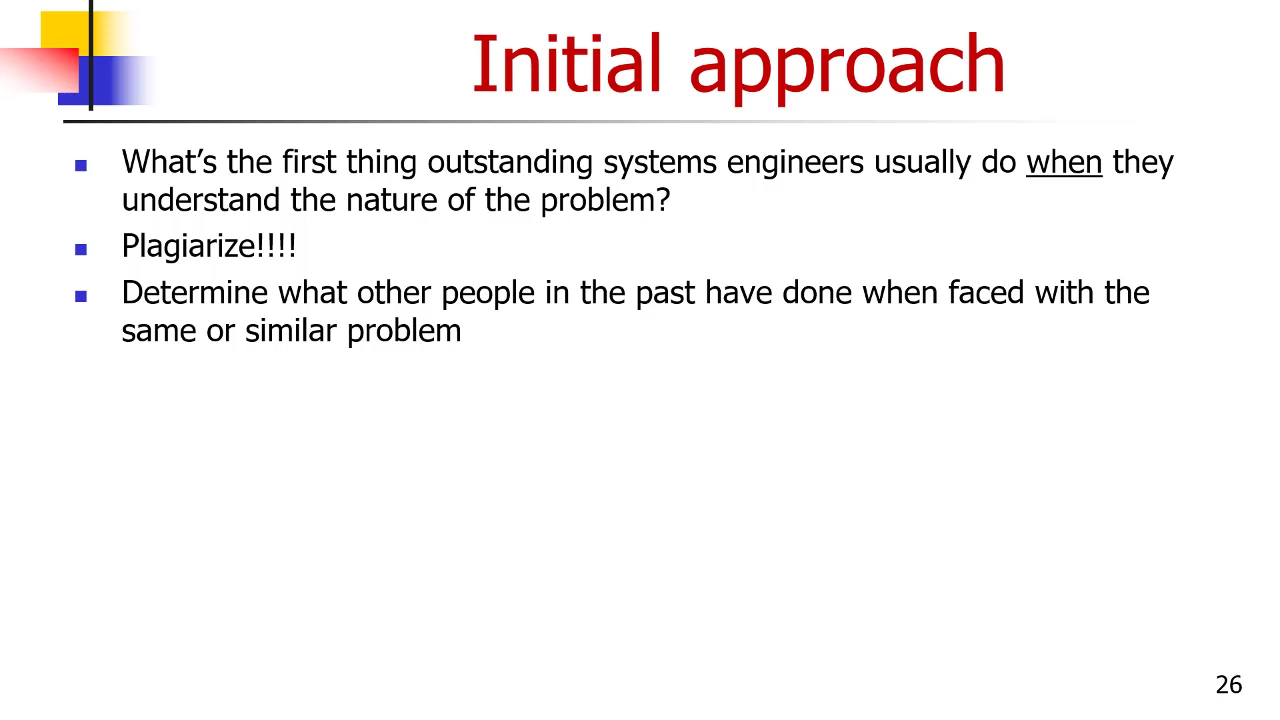 Initial approach
What’s the first thing outstanding systems engineers usually do when they
understand the nature of the problem?
Plagiarize!!!!
Determine what other people in the past have done when faced with the
same or similar problem
26